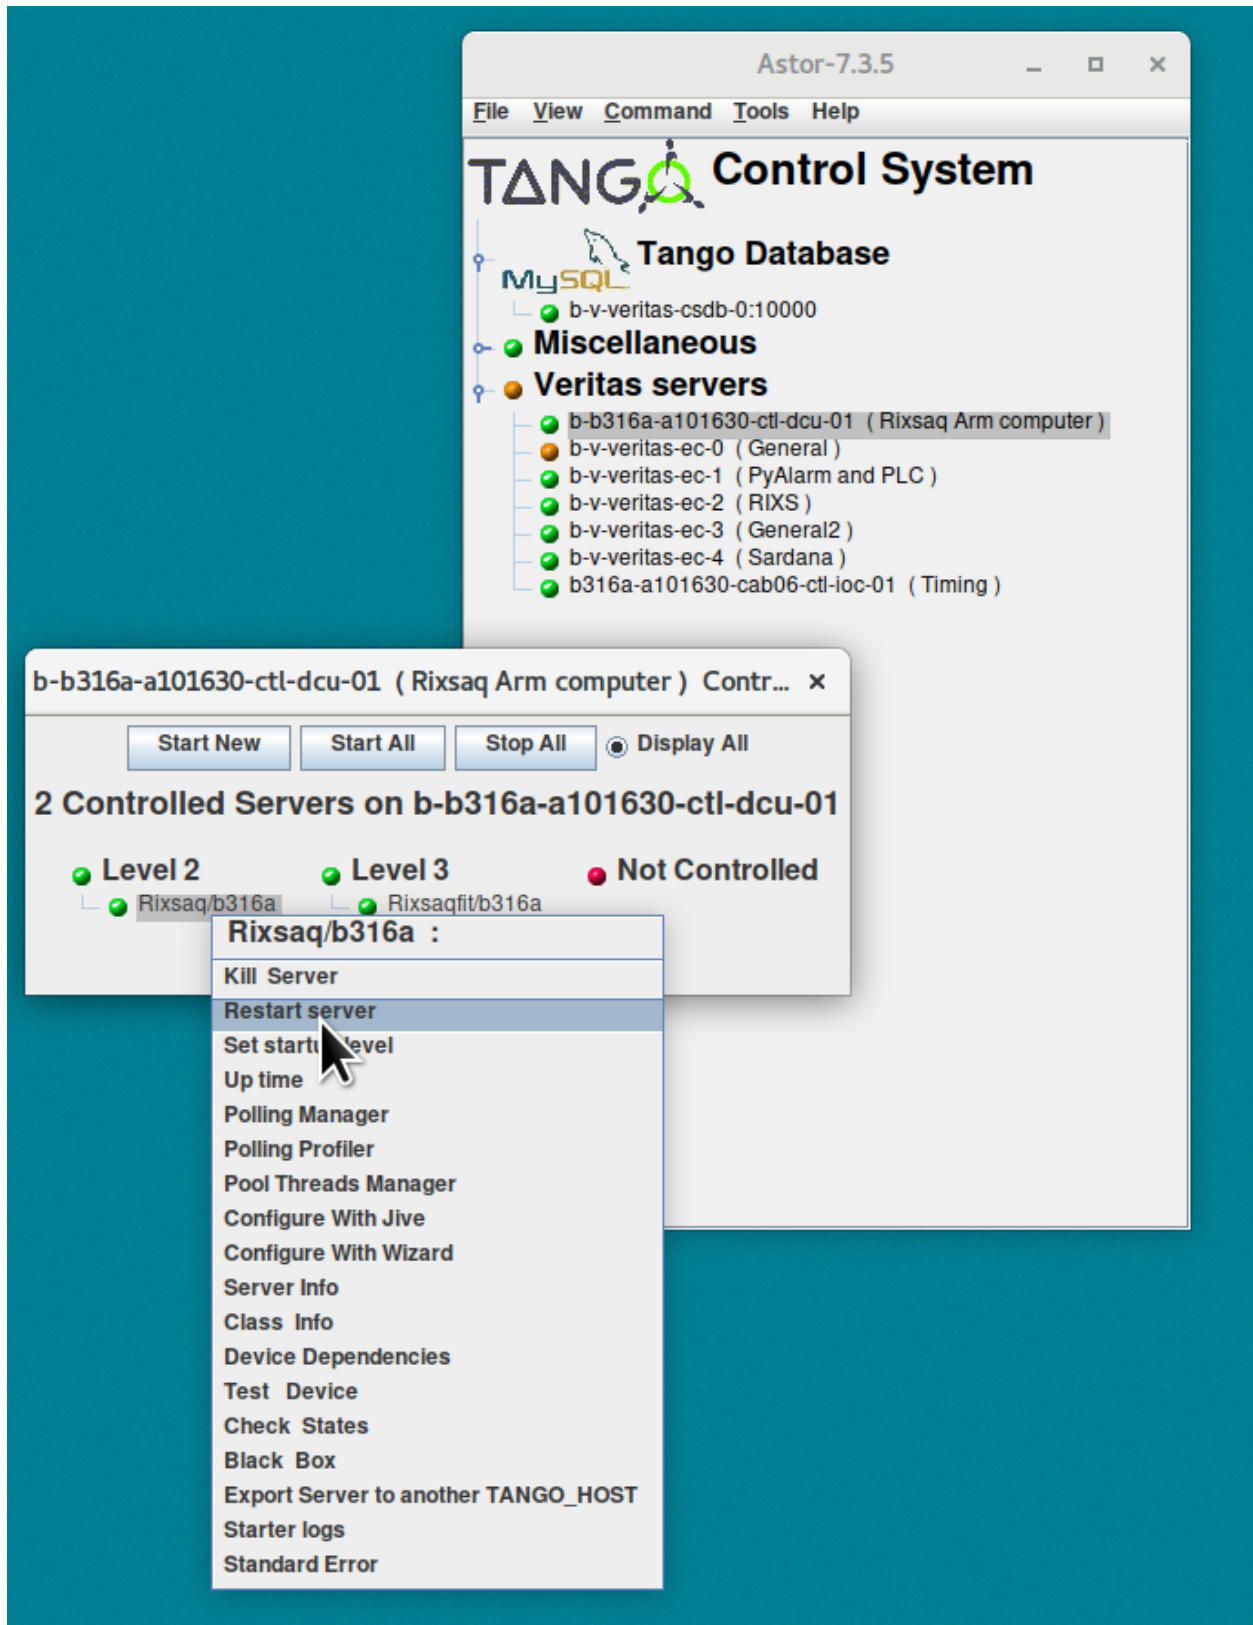 Astor-7.3.5
File View Command Tools Help
TANGO Control System
MySQL Tango Database
b-v-veritas-csdb-0:10000
Miscellaneous
Veritas servers
b-b316a-a101630-ctl-dcu-01 ( Rixsaq Arm computer )
b-v-veritas-ec-0 ( General )
b-v-veritas-ec-1 ( PyAlarm and PLC )
b-v-veritas-ec-2 ( RIXS )
b-v-veritas-ec-3 ( General2 )
b-v-veritas-ec-4 ( Sardana )
b316a-a101630-cab06-ctl-ioc-01 ( Timing )
b-b316a-a101630-ctl-dcu-01 ( Rixsaq Arm computer ) Contr...
Start New Start All Stop All Display All
2 Controlled Servers on b-b316a-a101630-ctl-dcu-01
Level 2 Level 3 Not Controlled
Rixsaq/b316a Rixsaqfit/b316a
Rixsaq/b316a :
Kill Server
Restart server
Set startup level
Up time
Polling Manager
Polling Profiler
Pool Threads Manager
Configure With Jive
Configure With Wizard
Server Info
Class Info
Device Dependencies
Test Device
Check States
Black Box
Export Server to another TANGO_HOST
Starter logs
Standard Error